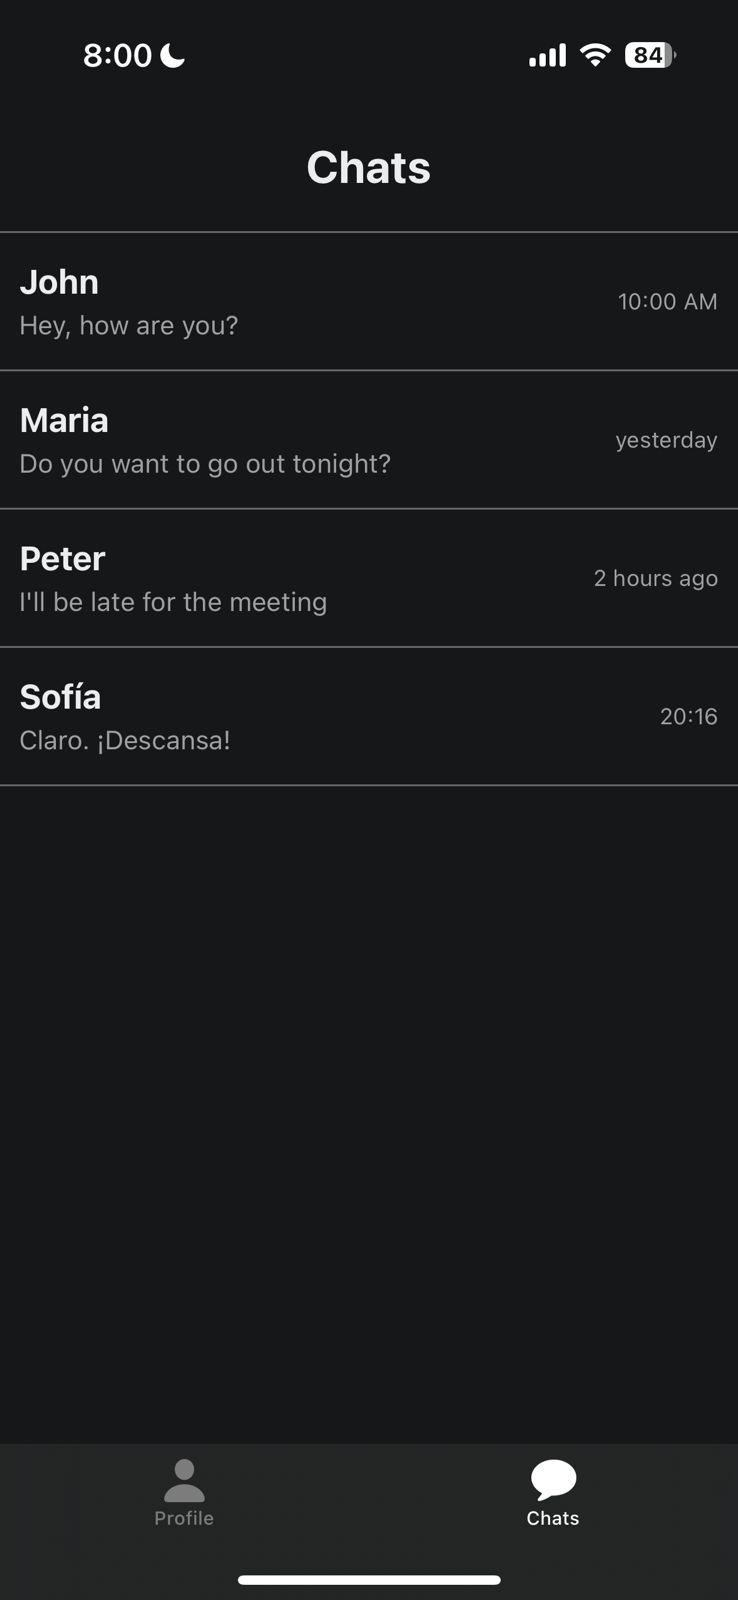 8:00
84
Chats
John
Hey, how are you?
10:00 AM
Maria
Do you want to go out tonight?
yesterday
Peter
I'll be late for the meeting
2 hours ago
Sofía
Claro. ¡Descansa!
20:16
Profile
Chats